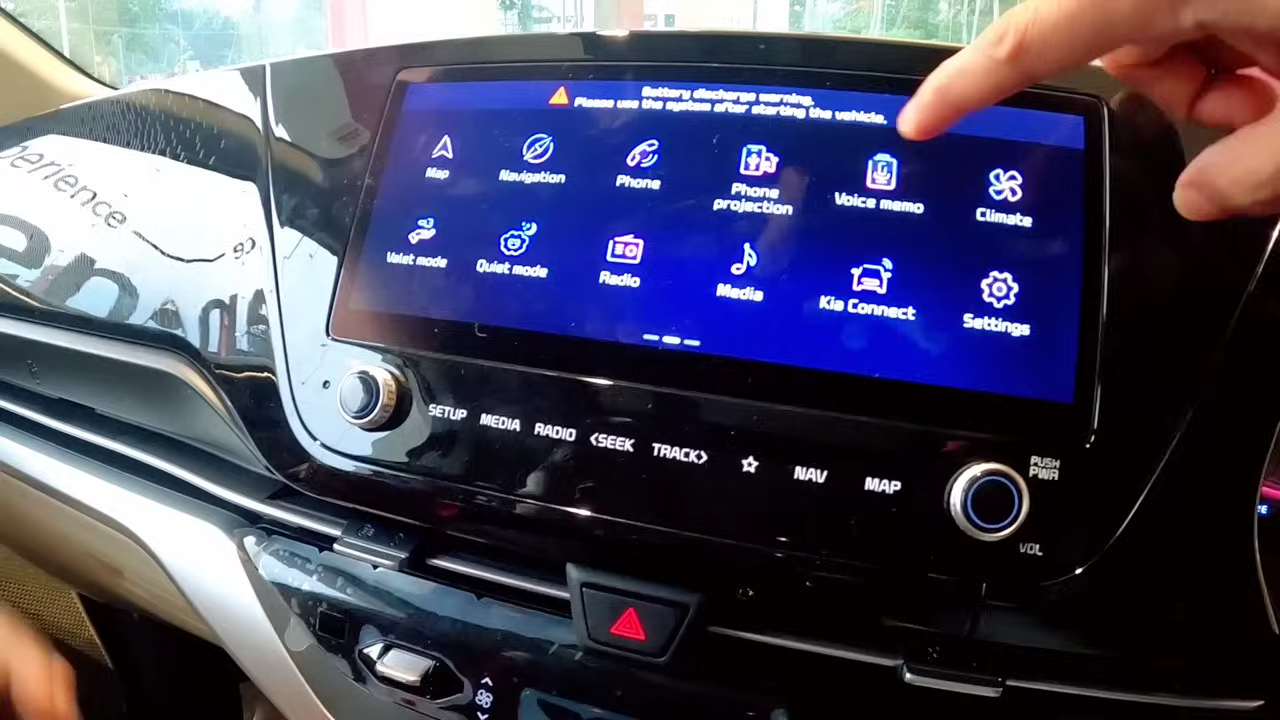 Battery discharge warning.
Please use the system after starting the vehicle.
Map
Navigation
Phone
Phone
projection
Voice memo
Climate
Valet mode
Quiet mode
Radio
Media
Kia Connect
Settings
SETUP
MEDIA
RADIO
<SEEK
TRACK>
☆
NAV
MAP
PUSH
PWR
VOL
perience